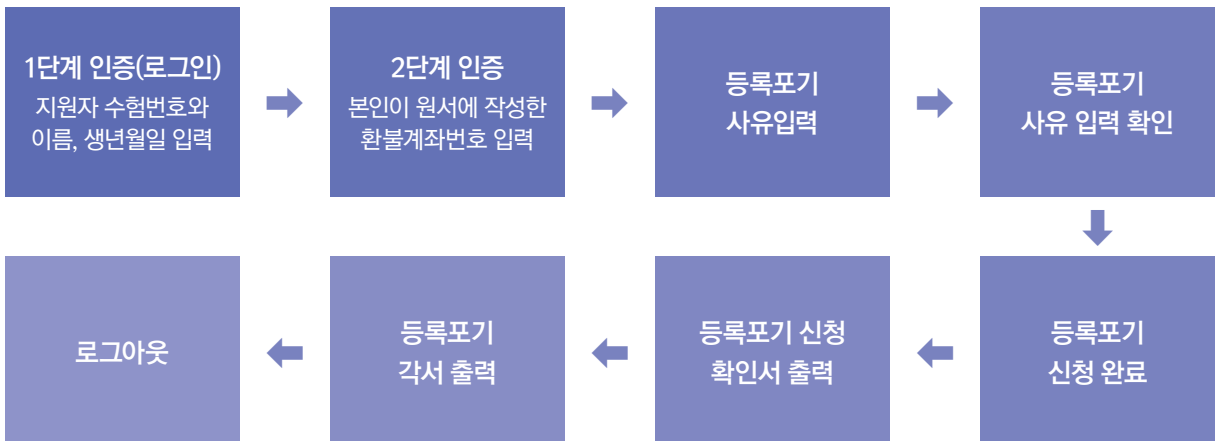 1단계 인증(로그인)
지원자 수험번호와
이름, 생년월일 입력
2단계 인증
본인이 원서에 작성한
환불계좌번호 입력
등록포기
사유입력
등록포기
사유 입력 확인
등록포기
신청 완료
등록포기 신청
확인서 출력
등록포기
각서 출력
로그아웃